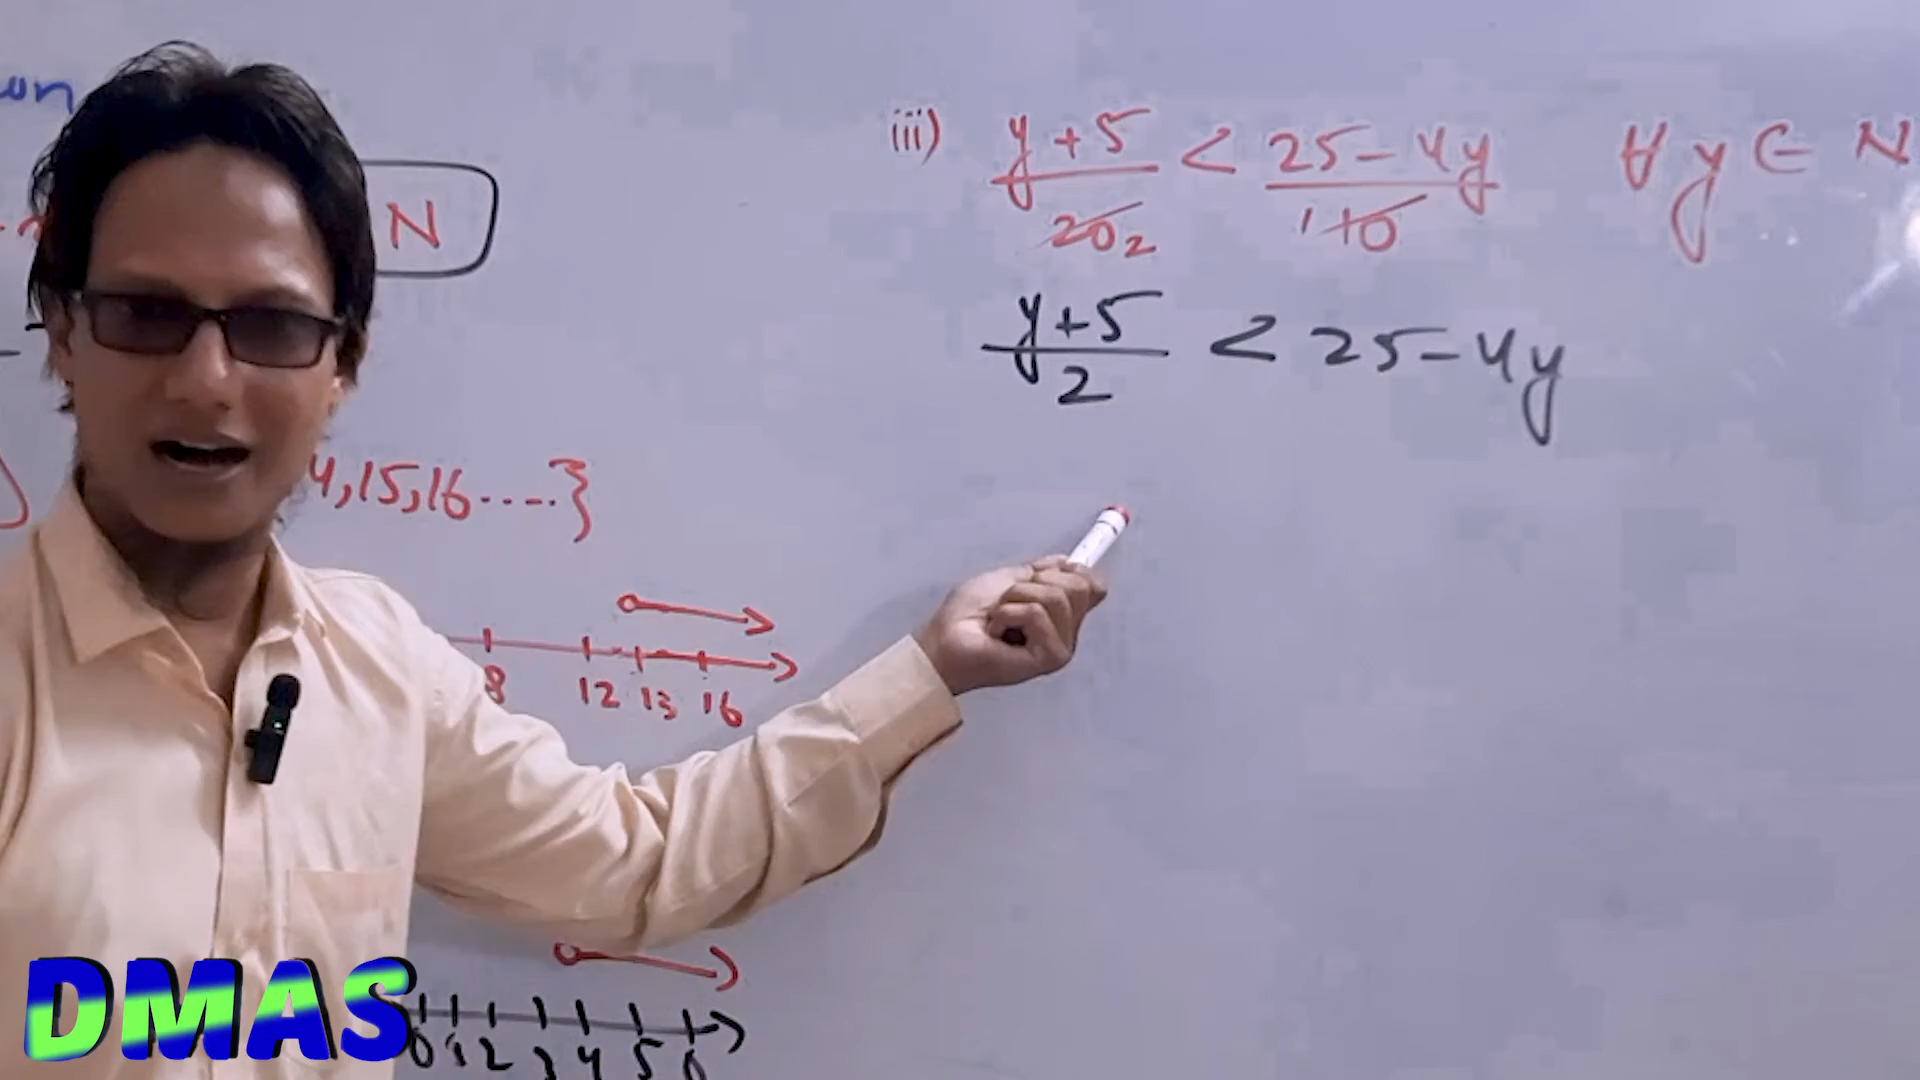 on
N
4, 15, 16 ..... }
8 12 13 16
0 1 2 3 4 5 6
iii) y + 5 / 20 2 < 25 - 4y / 1 10 ∀ y ∈ N
y + 5 / 2 < 25 - 4y
DMAS